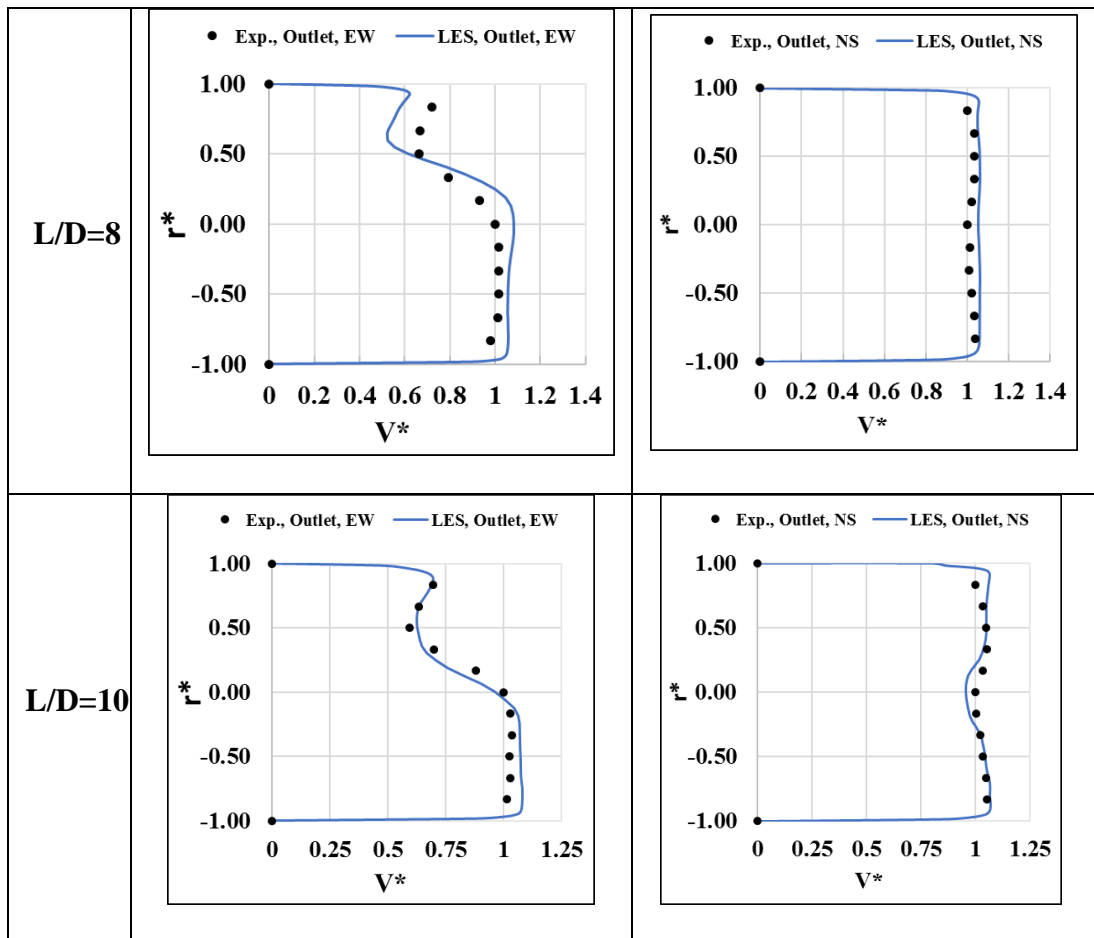 L/D=8
Exp., Outlet, EW LES, Outlet, EW
1.00
0.50
0.00
-0.50
-1.00
r*
0 0.2 0.4 0.6 0.8 1 1.2 1.4
V*
Exp., Outlet, NS LES, Outlet, NS
1.00
0.50
0.00
-0.50
-1.00
r*
0 0.2 0.4 0.6 0.8 1 1.2 1.4
V*
L/D=10
Exp., Outlet, EW LES, Outlet, EW
1.00
0.50
0.00
-0.50
-1.00
r*
0 0.25 0.5 0.75 1 1.25
V*
Exp., Outlet, NS LES, Outlet, NS
1.00
0.50
0.00
-0.50
-1.00
r*
0 0.25 0.5 0.75 1 1.25
V*